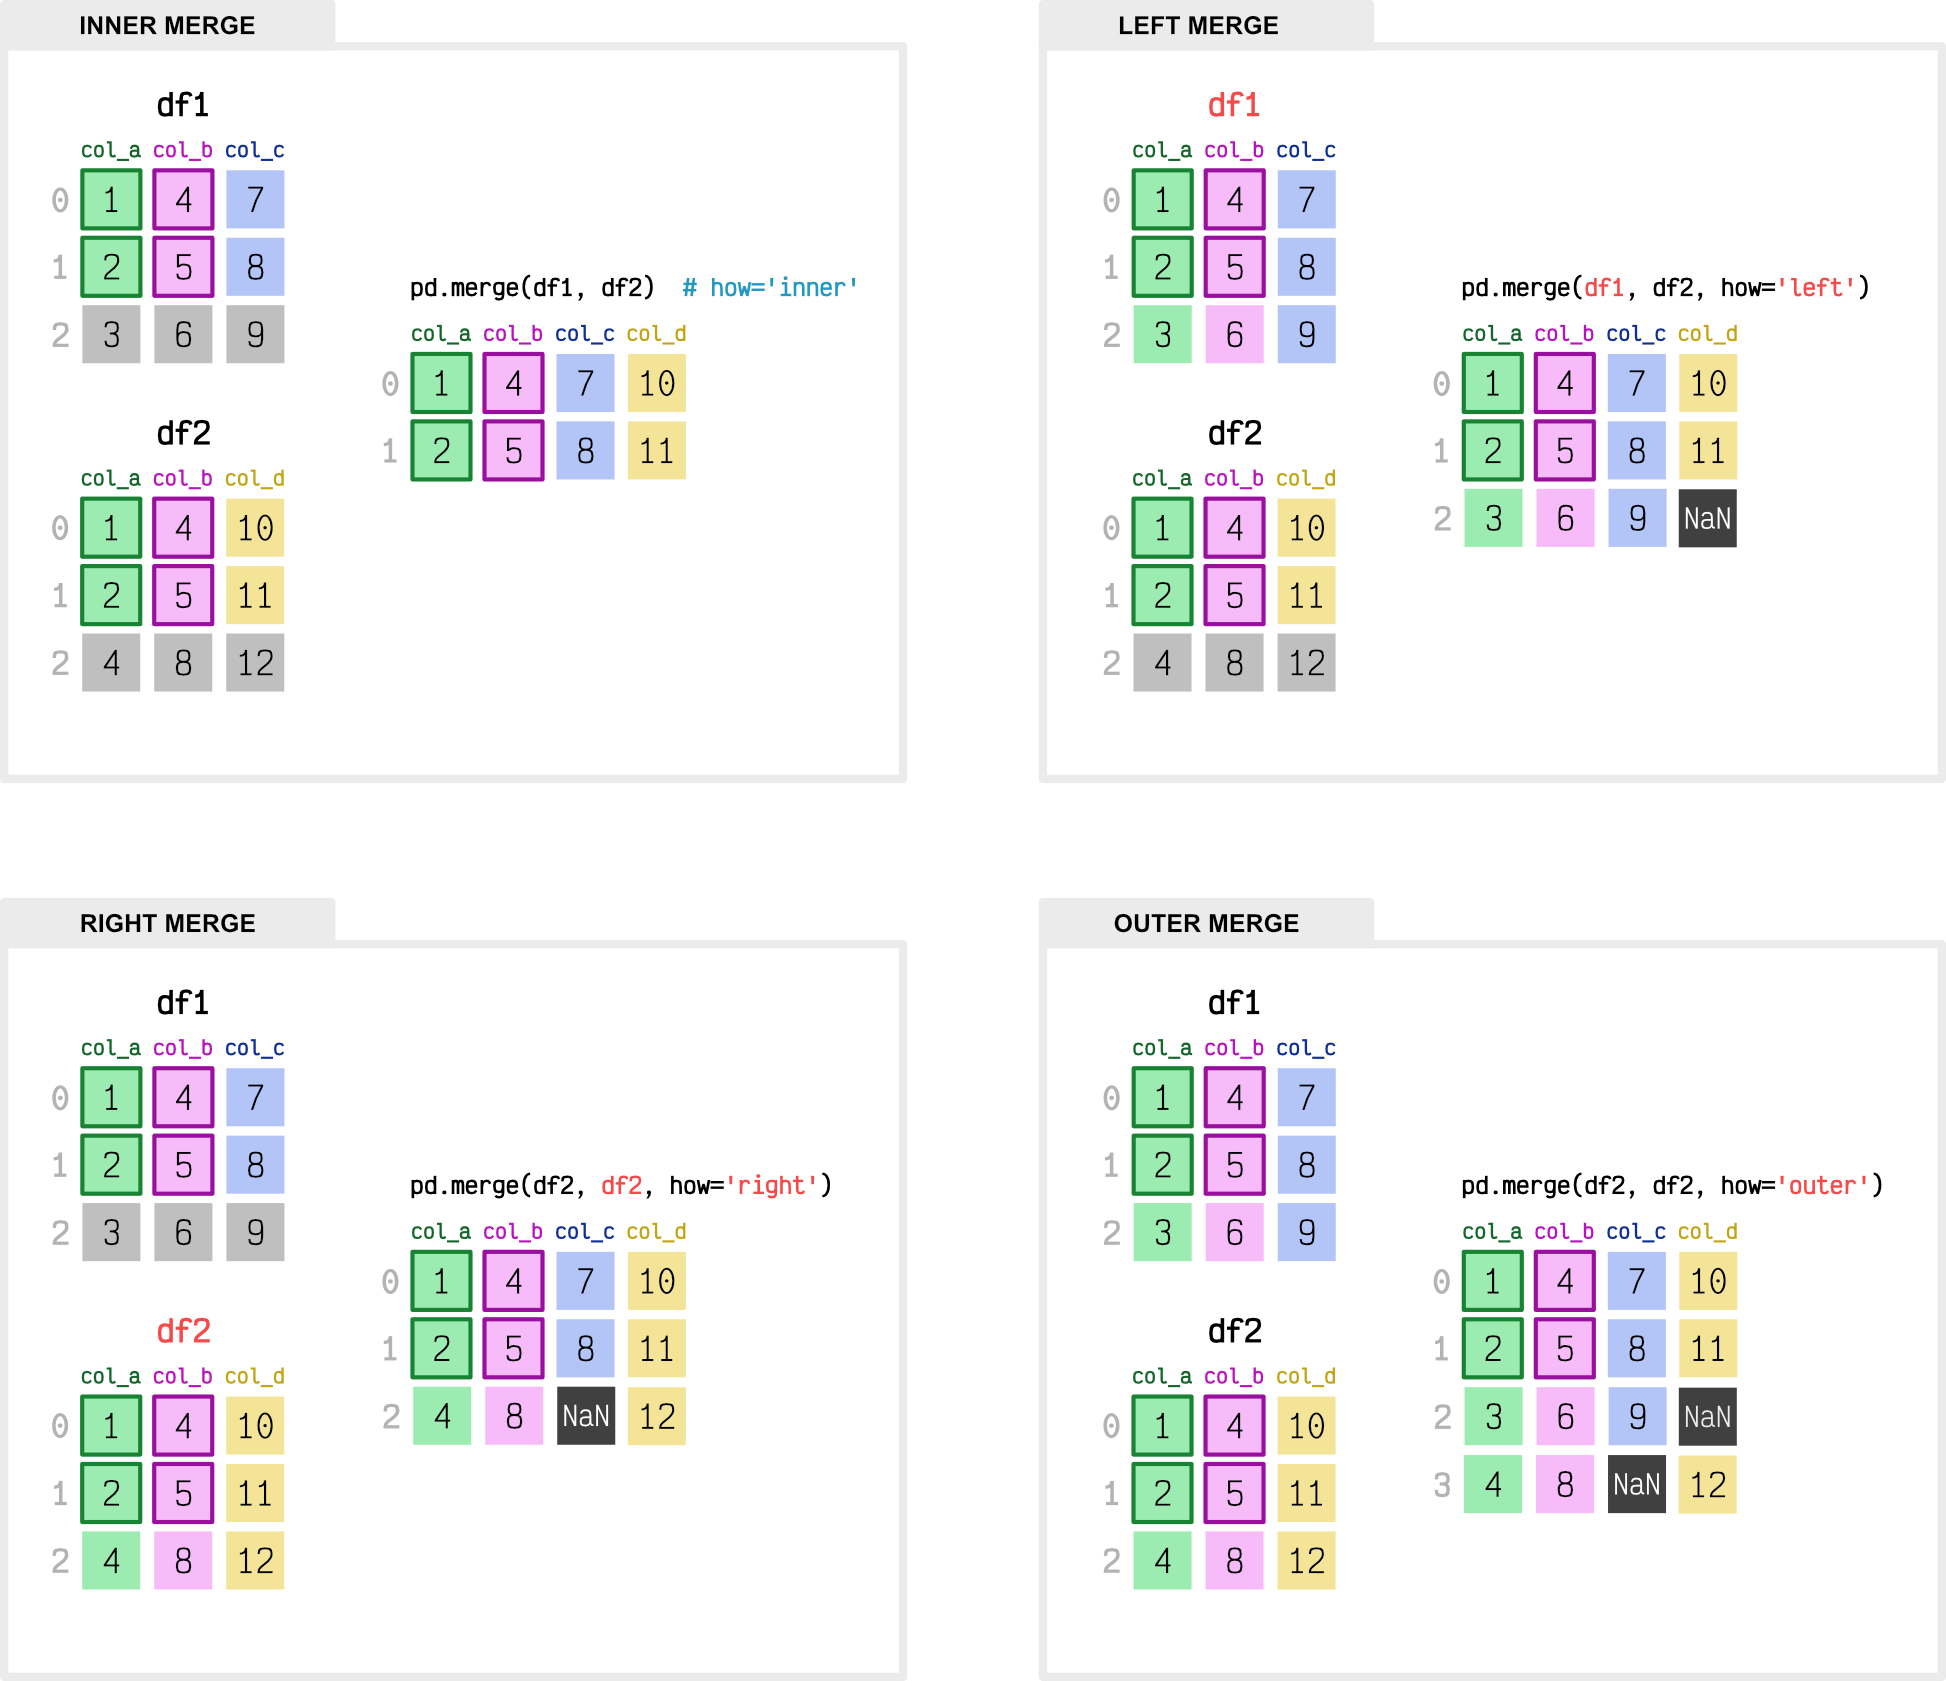 INNER MERGE
df1
col_a col_b col_c
0 1 4 7
1 2 5 8
2 3 6 9
df2
col_a col_b col_d
0 1 4 10
1 2 5 11
2 4 8 12
pd.merge(df1, df2)  # how='inner'
col_a col_b col_c col_d
0 1 4 7 10
1 2 5 8 11
LEFT MERGE
df1
col_a col_b col_c
0 1 4 7
1 2 5 8
2 3 6 9
df2
col_a col_b col_d
0 1 4 10
1 2 5 11
2 4 8 12
pd.merge(df1, df2, how='left')
col_a col_b col_c col_d
0 1 4 7 10
1 2 5 8 11
2 3 6 9 NaN
RIGHT MERGE
df1
col_a col_b col_c
0 1 4 7
1 2 5 8
2 3 6 9
df2
col_a col_b col_d
0 1 4 10
1 2 5 11
2 4 8 12
pd.merge(df2, df2, how='right')
col_a col_b col_c col_d
0 1 4 7 10
1 2 5 8 11
2 4 8 NaN 12
OUTER MERGE
df1
col_a col_b col_c
0 1 4 7
1 2 5 8
2 3 6 9
df2
col_a col_b col_d
0 1 4 10
1 2 5 11
2 4 8 12
pd.merge(df2, df2, how='outer')
col_a col_b col_c col_d
0 1 4 7 10
1 2 5 8 11
2 3 6 9 NaN
3 4 8 NaN 12